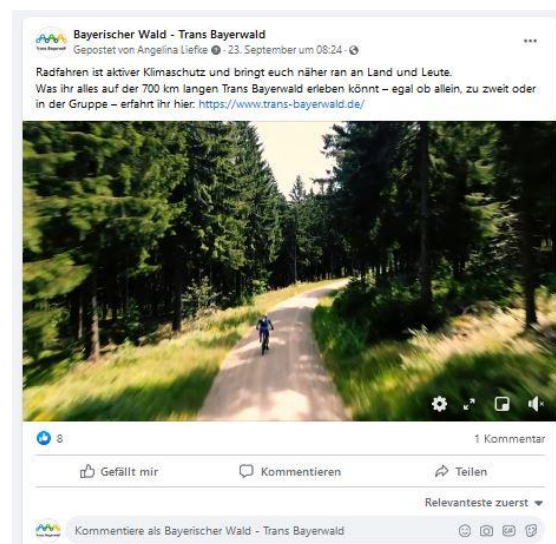 Bayerischer Wald - Trans Bayerwald
Gepostet von Angelina Liefke · 23. September um 08:24 ·
Radfahren ist aktiver Klimaschutz und bringt euch näher ran an Land und Leute.
Was ihr alles auf der 700 km langen Trans Bayerwald erleben könnt – egal ob allein, zu zweit oder
in der Gruppe – erfahrt ihr hier: https://www.trans-bayerwald.de/
8
1 Kommentar
Gefällt mir
Kommentieren
Teilen
Relevanteste zuerst
Kommentiere als Bayerischer Wald - Trans Bayerwald